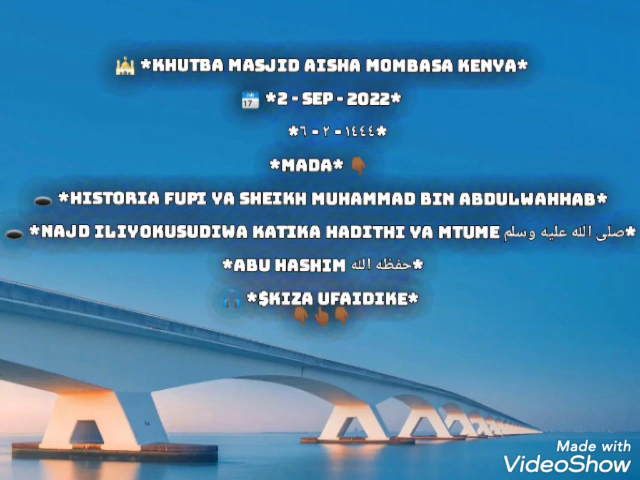 🕌 *KHUTBA MASJID AISHA MOMBASA KENYA*
📅 *2 - SEP - 2022*
*٦ - ٢ - ١٤٤٤*
*MADA* 👇🏾
🕳 *HISTORIA FUPI YA SHEIKH MUHAMMAD BIN ABDULWAHHAB*
🕳 *NAJD ILIYOKUSUDIWA KATIKA HADITHI YA MTUME صلى الله عليه وسلم*
*ABU HASHIM حفظه الله*
🎧 *$KIZA UFAIDIKE*
👇🏾👆🏾👇🏾
Made with
VideoShow